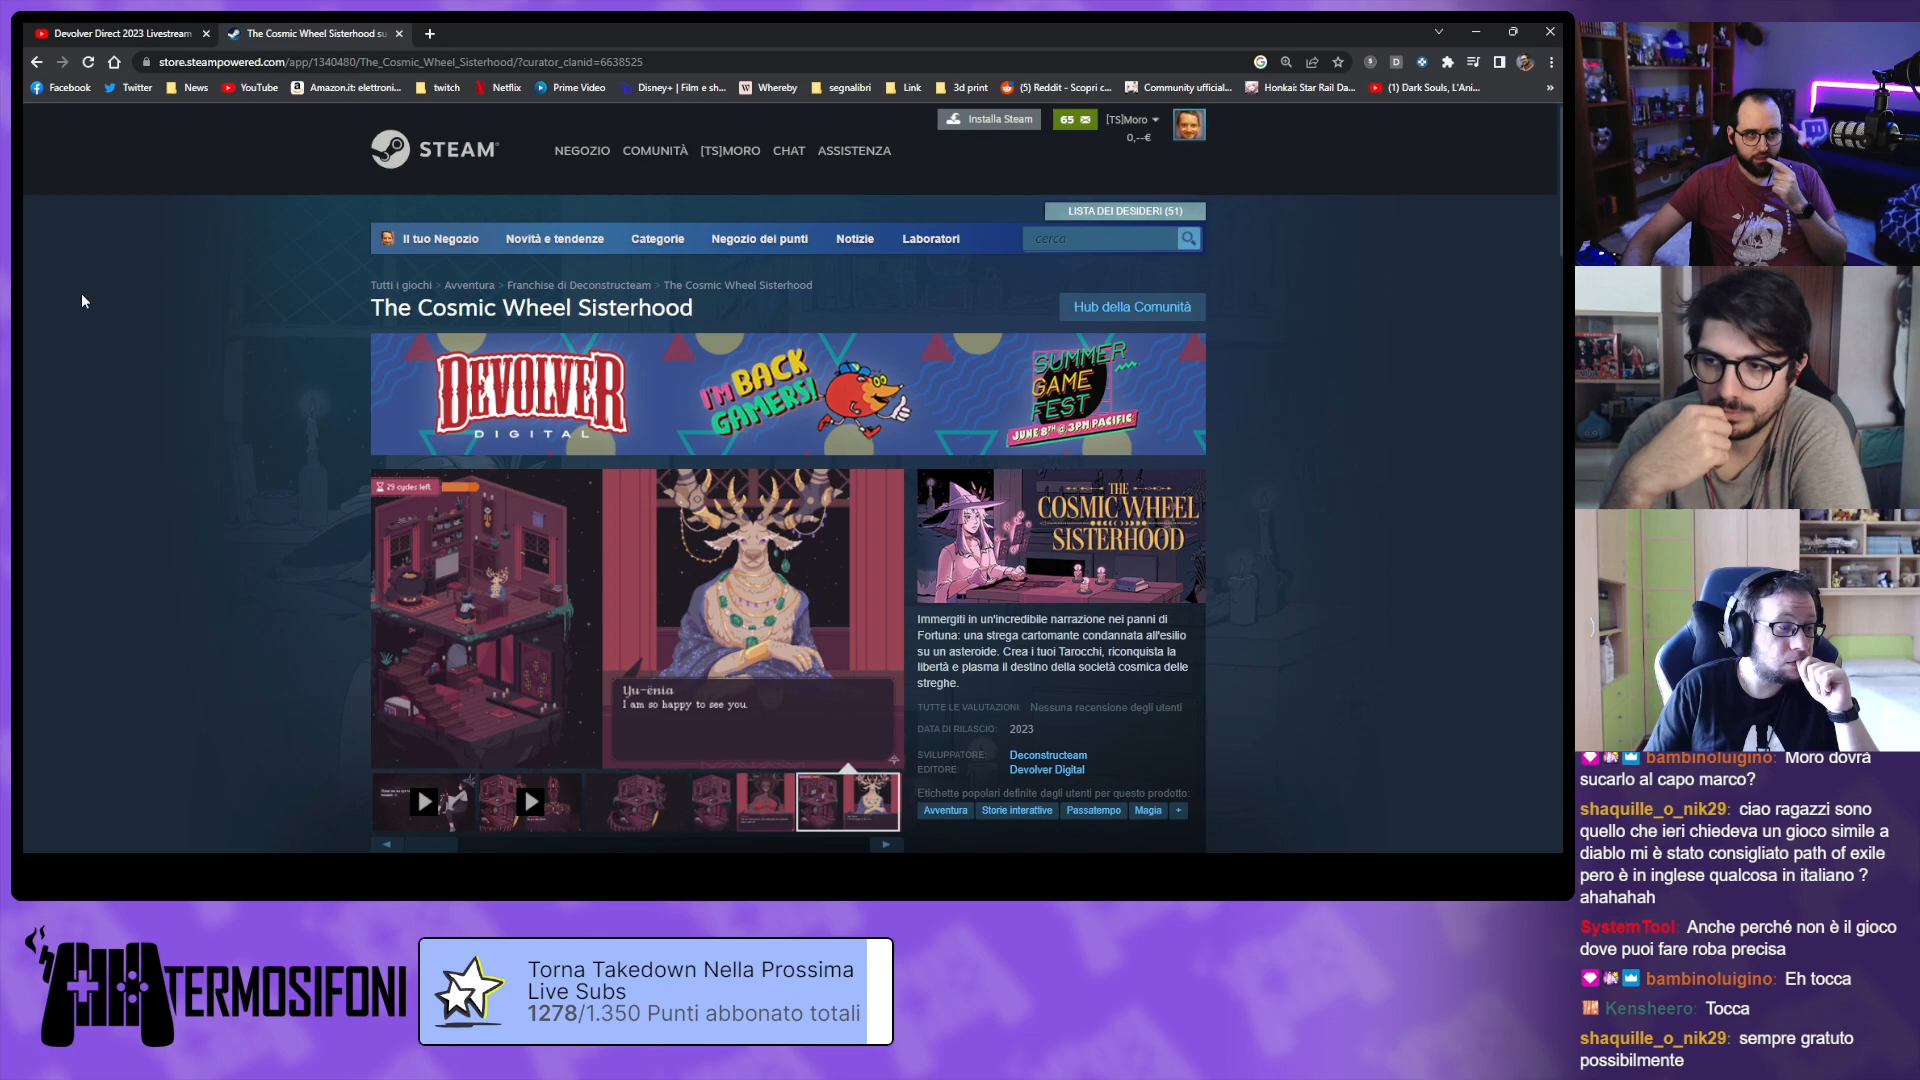 Devolver Direct 2023 Livestream
The Cosmic Wheel Sisterhood su
store.steampowered.com/app/1340480/The_Cosmic_Wheel_Sisterhood/?curator_clanid=6638525
Facebook
Twitter
News
YouTube
Amazon.it: elettroni...
twitch
Netflix
Prime Video
Disney+ | Film e sh...
Whereby
segnalibri
Link
3d print
(5) Reddit - Scopri c...
Community ufficial...
Honkai: Star Rail Da...
(1) Dark Souls, L'Ani...
Installa Steam
65
[TS]Moro
0,--€
STEAM
NEGOZIO
COMUNITÀ
[TS]MORO
CHAT
ASSISTENZA
LISTA DEI DESIDERI (51)
Il tuo Negozio
Novità e tendenze
Categorie
Negozio dei punti
Notizie
Laboratori
cerca
Tutti i giochi > Avventura > Franchise di Deconstructeam > The Cosmic Wheel Sisterhood
The Cosmic Wheel Sisterhood
Hub della Comunità
DEVOLVER
DIGITAL
I'M BACK
GAMERS!
SUMMER
GAME
FEST
JUNE 8TH @ 3PM PACIFIC
29 cycles left
Yu-ënia
I am so happy to see you.
THE
COSMIC WHEEL
SISTERHOOD
Immergiti in un'incredibile narrazione nei panni di
Fortuna: una strega cartomante condannata all'esilio
su un asteroide. Crea i tuoi Tarocchi, riconquista la
libertà e plasma il destino della società cosmica delle
streghe.
TUTTE LE VALUTAZIONI: Nessuna recensione degli utenti
DATA DI RILASCIO: 2023
SVILUPPATORE: Deconstructeam
EDITORE: Devolver Digital
Etichette popolari definite dagli utenti per questo prodotto:
Avventura
Storie interattive
Passatempo
Magia
+
bambinoluigino: Moro dovrà
sucarlo al capo marco?
shaquille_o_nik29: ciao ragazzi sono
quello che ieri chiedeva un gioco simile a
diablo mi è stato consigliato path of exile
pero è in inglese qualcosa in italiano ?
ahahahah
SystemTool: Anche perché non è il gioco
dove puoi fare roba precisa
bambinoluigino: Eh tocca
Kensheero: Tocca
shaquille_o_nik29: sempre gratuto
possibilmente
TERMOSIFONI
Torna Takedown Nella Prossima
Live Subs
1278/1.350 Punti abbonato totali